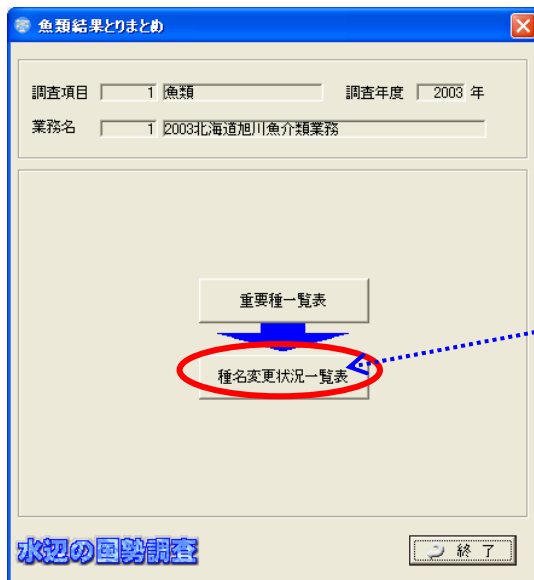 魚類結果とりまとめ
調査項目 1 魚類 調査年度 2003 年
業務名 1 2003北海道旭川魚介類業務
重要種一覧表
種名変更状況一覧表
水辺の国勢調査
終 了